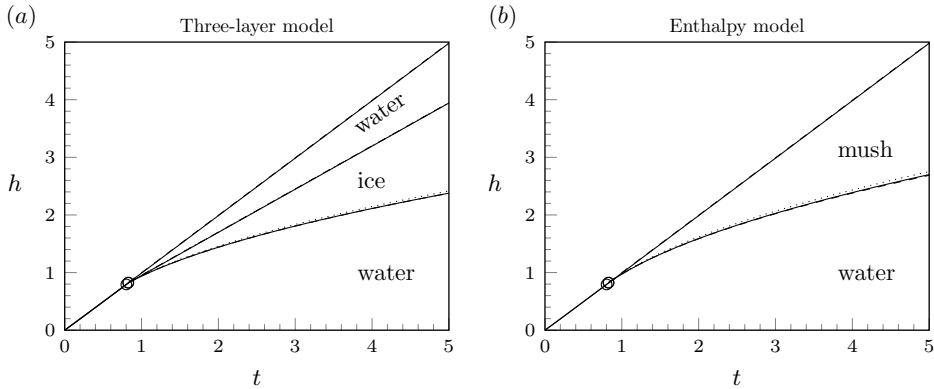 (a)
Three-layer model
5
4
3
2
1
0
h
water
ice
water
0 1 2 3 4 5
t
(b)
Enthalpy model
5
4
3
2
1
0
h
mush
water
0 1 2 3 4 5
t